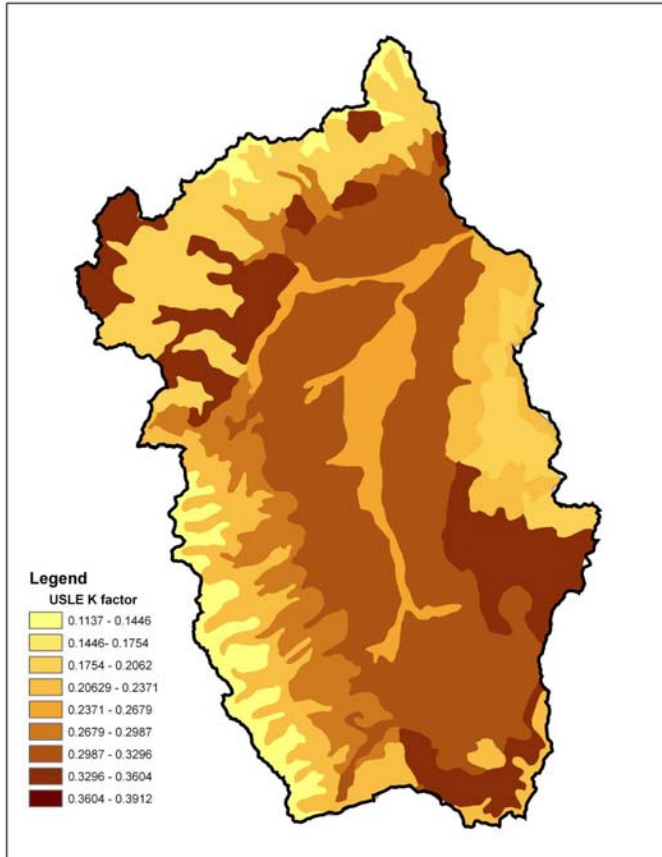 Legend
USLE K factor
0.1137 - 0.1446
0.1446- 0.1754
0.1754 - 0.2062
0.20629 - 0.2371
0.2371 - 0.2679
0.2679 - 0.2987
0.2987 - 0.3296
0.3296 - 0.3604
0.3604 - 0.3912